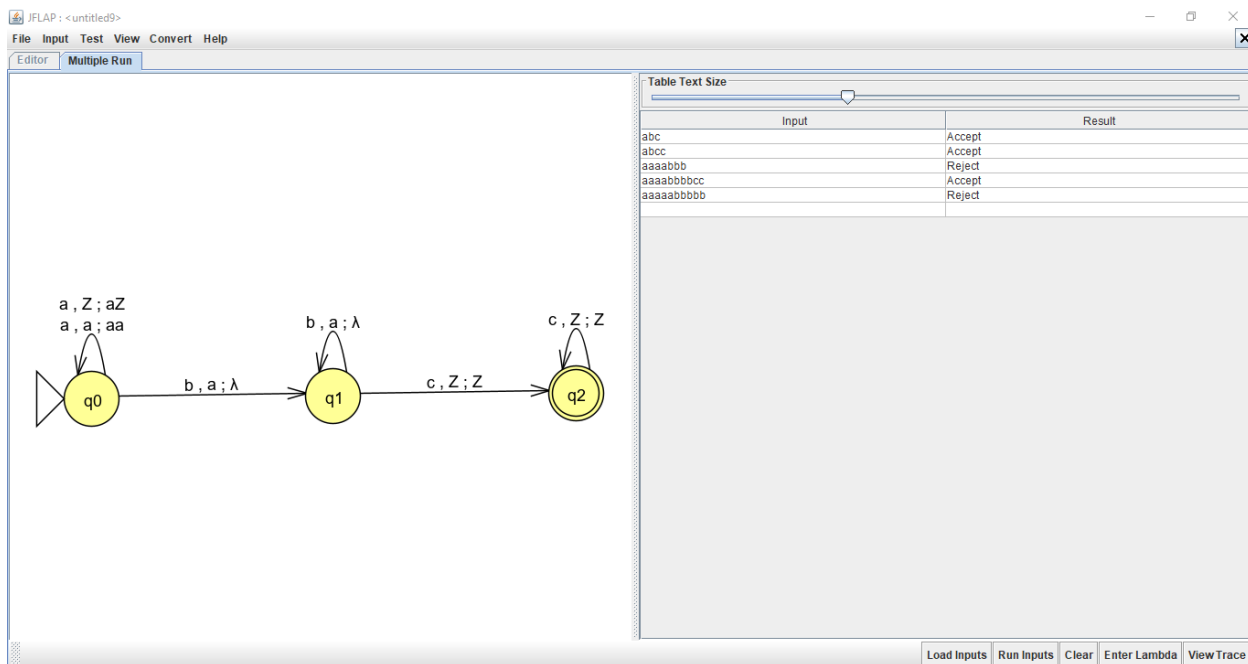 JFLAP : <untitled9>
File Input Test View Convert Help
Editor Multiple Run
Table Text Size
Input Result
abc Accept
abcc Accept
aaaabbb Reject
aaaabbbbcc Accept
aaaaabbbbb Reject
a , Z ; aZ
a , a ; aa
b , a ; λ
c , Z ; Z
b , a ; λ
c , Z ; Z
q0
q1
q2
Load Inputs Run Inputs Clear Enter Lambda View Trace